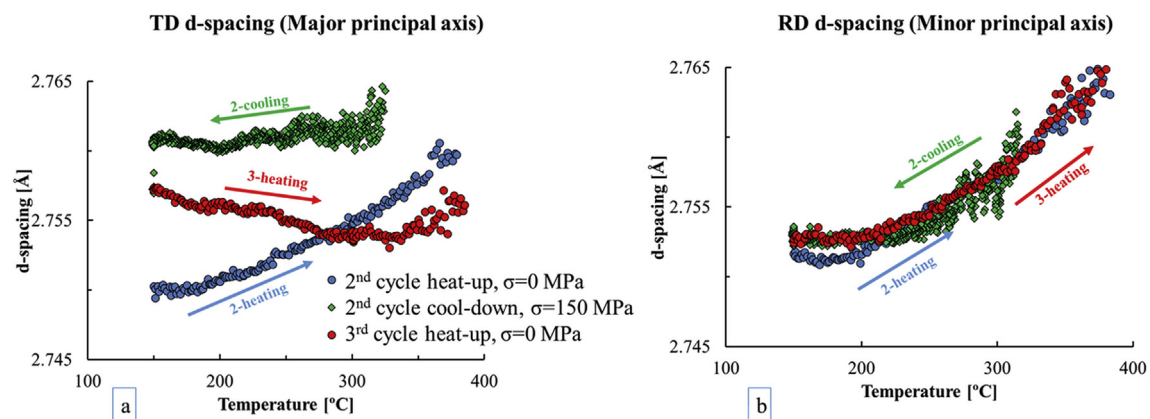 TD d-spacing (Major principal axis)
2.765
2.755
2.745
d-spacing [Å]
2-cooling
3-heating
2-heating
2nd cycle heat-up, σ=0 MPa
2nd cycle cool-down, σ=150 MPa
3rd cycle heat-up, σ=0 MPa
100 200 300 400
a
Temperature [ºC]
RD d-spacing (Minor principal axis)
2.765
2.755
2.745
d-spacing [Å]
2-cooling
3-heating
2-heating
100 200 300 400
b
Temperature [ºC]